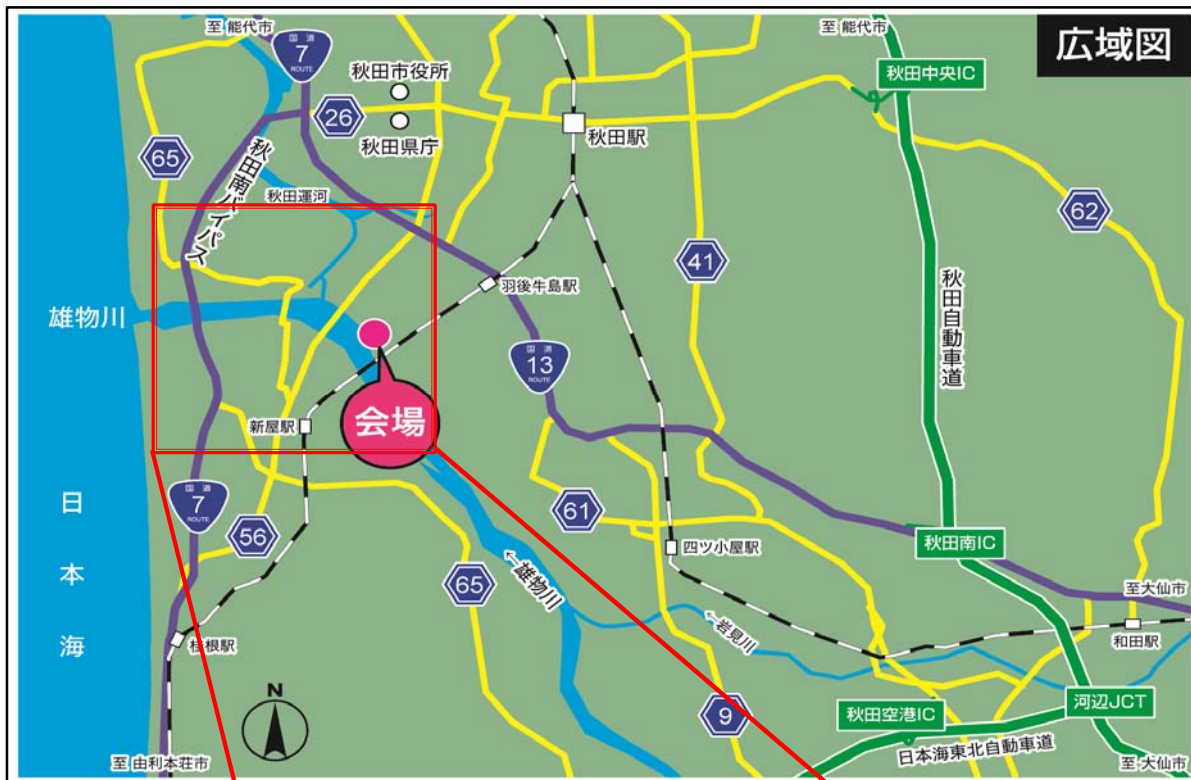 至 能代市
国道
7
ROUTE
秋田市役所
至 能代市
広域図
秋田中央IC
26
秋田県庁
秋田駅
65
秋田南バイパス
秋田運河
62
41
羽後牛島駅
秋田自動車道
雄物川
国道
13
ROUTE
会場
新屋駅
国道
7
ROUTE
日本海
56
61
秋田南IC
四ツ小屋駅
←雄物川
65
至 大仙市
←岩見川
和田駅
桂根駅
N
9
秋田空港IC
河辺JCT
日本海東北自動車道
至 由利本荘市
至 大仙市